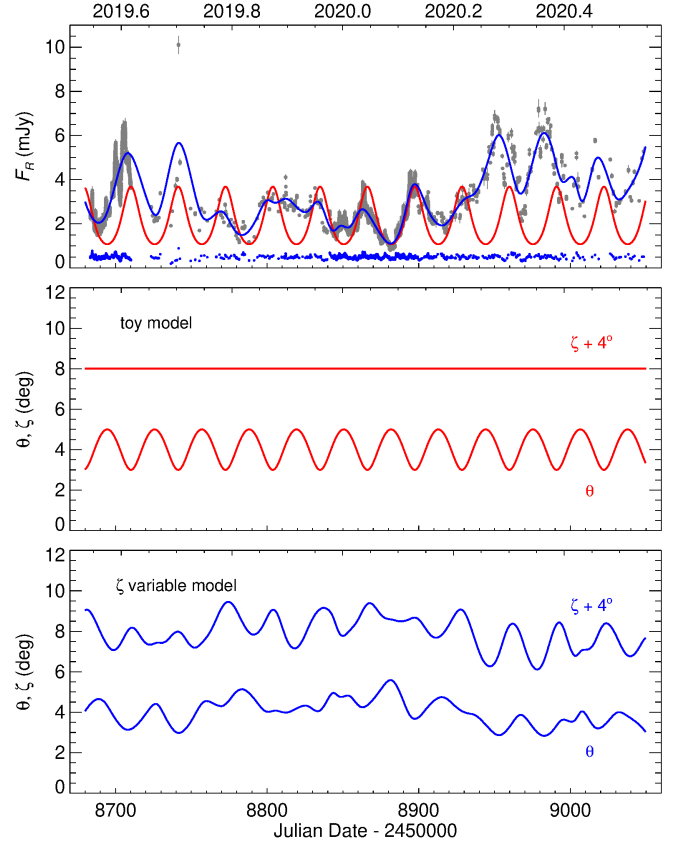 2019.6 2019.8 2020.0 2020.2 2020.4
10
8
6
4
2
0
F_R (mJy)
12
10
8
6
4
2
0
θ, ζ (deg)
toy model
ζ + 4°
θ
12
10
8
6
4
2
0
θ, ζ (deg)
ζ variable model
ζ + 4°
θ
8700 8800 8900 9000
Julian Date - 2450000